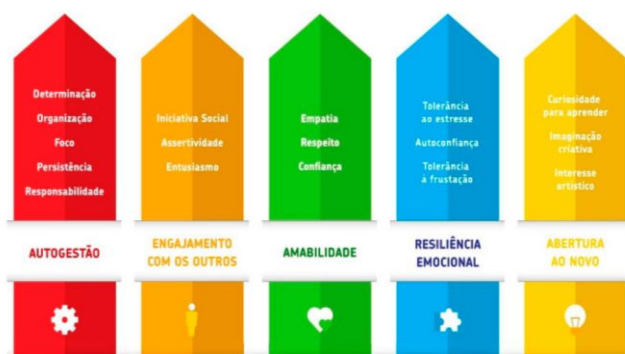 Determinação
Organização
Foco
Persistência
Responsabilidade
AUTOGESTÃO
Iniciativa Social
Assertividade
Entusiasmo
ENGAJAMENTO
COM OS OUTROS
Empatia
Respeito
Confiança
AMABILIDADE
Tolerância
ao estresse
Autoconfiança
Tolerância
à frustação
RESILIÊNCIA
EMOCIONAL
Curiosidade
para aprender
Imaginação
criativa
Interesse
artístico
ABERTURA
AO NOVO